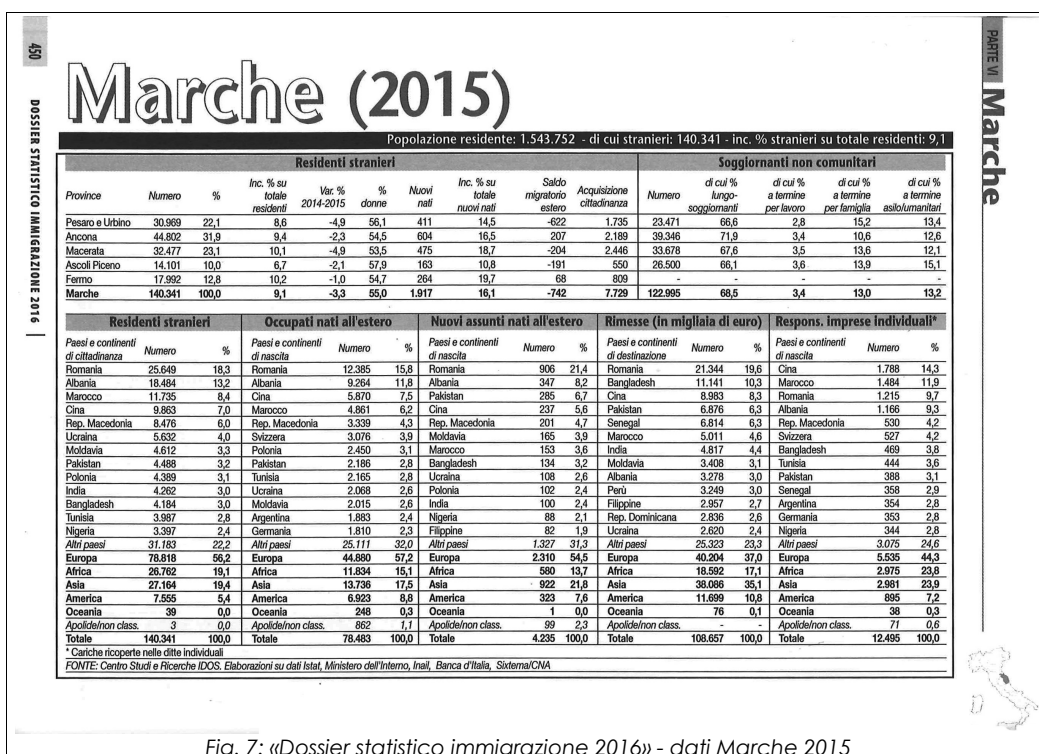 450
DOSSIER STATISTICO IMMIGRAZIONE 2016
PARTE VI Marche
Marche (2015)
Popolazione residente: 1.543.752 - di cui stranieri: 140.341 - inc. % stranieri su totale residenti: 9,1
Residenti stranieri Soggiornanti non comunitari
Province Numero % Inc. % su totale residenti Var. % 2014-2015 % donne Nuovi nati Inc. % su totale nuovi nati Saldo migratorio estero Acquisizione cittadinanza Numero di cui % lungo-soggiornanti di cui % a termine per lavoro di cui % a termine per famiglia di cui % a termine asilo/umanitari
Pesaro e Urbino 30.969 22,1 8,6 -4,9 56,1 411 14,5 -622 1.735 23.471 66,6 2,8 15,2 13,4
Ancona 44.802 31,9 9,4 -2,3 54,5 604 16,5 207 2.189 39.346 71,9 3,4 10,6 12,6
Macerata 32.477 23,1 10,1 -4,9 53,5 475 18,7 -204 2.446 33.678 67,6 3,5 13,6 12,1
Ascoli Piceno 14.101 10,0 6,7 -2,1 57,9 163 10,8 -191 550 26.500 66,1 3,6 13,9 15,1
Fermo 17.992 12,8 10,2 -1,0 54,7 264 19,7 68 809 - - - - -
Marche 140.341 100,0 9,1 -3,3 55,0 1.917 16,1 -742 7.729 122.995 68,5 3,4 13,0 13,2
Residenti stranieri Occupati nati all'estero Nuovi assunti nati all'estero Rimesse (in migliaia di euro) Respons. imprese individuali*
Paesi e continenti di cittadinanza Numero % Paesi e continenti di nascita Numero % Paesi e continenti di nascita Numero % Paesi e continenti di destinazione Numero % Paesi e continenti di nascita Numero %
Romania 25.649 18,3 Romania 12.385 15,8 Romania 906 21,4 Romania 21.344 19,6 Cina 1.788 14,3
Albania 18.484 13,2 Albania 9.264 11,8 Albania 347 8,2 Bangladesh 11.141 10,3 Marocco 1.484 11,9
Marocco 11.735 8,4 Cina 5.870 7,5 Pakistan 285 6,7 Cina 8.983 8,3 Romania 1.215 9,7
Cina 9.863 7,0 Marocco 4.861 6,2 Cina 237 5,6 Pakistan 6.876 6,3 Albania 1.166 9,3
Rep. Macedonia 8.476 6,0 Rep. Macedonia 3.339 4,3 Rep. Macedonia 201 4,7 Senegal 6.814 6,3 Rep. Macedonia 530 4,2
Ucraina 5.632 4,0 Svizzera 3.076 3,9 Moldavia 165 3,9 Marocco 5.011 4,6 Svizzera 527 4,2
Moldavia 4.612 3,3 Polonia 2.450 3,1 Marocco 153 3,6 India 4.817 4,4 Bangladesh 469 3,8
Pakistan 4.488 3,2 Pakistan 2.186 2,8 Bangladesh 134 3,2 Moldavia 3.408 3,1 Tunisia 444 3,6
Polonia 4.389 3,1 Tunisia 2.165 2,8 Ucraina 108 2,6 Albania 3.278 3,0 Pakistan 388 3,1
India 4.262 3,0 Ucraina 2.068 2,6 Polonia 102 2,4 Perù 3.249 3,0 Senegal 358 2,9
Bangladesh 4.184 3,0 Moldavia 2.015 2,6 India 100 2,4 Filippine 2.957 2,7 Argentina 354 2,8
Tunisia 3.987 2,8 Argentina 1.883 2,4 Nigeria 88 2,1 Rep. Dominicana 2.836 2,6 Germania 353 2,8
Nigeria 3.397 2,4 Germania 1.810 2,3 Filippine 82 1,9 Ucraina 2.620 2,4 Nigeria 344 2,8
Altri paesi 31.183 22,2 Altri paesi 25.111 32,0 Altri paesi 1.327 31,3 Altri paesi 25.323 23,3 Altri paesi 3.075 24,6
Europa 78.818 56,2 Europa 44.880 57,2 Europa 2.310 54,5 Europa 40.204 37,0 Europa 5.535 44,3
Africa 26.762 19,1 Africa 11.834 15,1 Africa 580 13,7 Africa 18.592 17,1 Africa 2.975 23,8
Asia 27.164 19,4 Asia 13.736 17,5 Asia 922 21,8 Asia 38.086 35,1 Asia 2.981 23,9
America 7.555 5,4 America 6.923 8,8 America 323 7,6 America 11.699 10,8 America 895 7,2
Oceania 39 0,0 Oceania 248 0,3 Oceania 1 0,0 Oceania 76 0,1 Oceania 38 0,3
Apolide/non class. 3 0,0 Apolide/non class. 862 1,1 Apolide/non class. 99 2,3 Apolide/non class. - - Apolide/non class. 71 0,6
Totale 140.341 100,0 Totale 78.483 100,0 Totale 4.235 100,0 Totale 108.657 100,0 Totale 12.495 100,0
* Cariche ricoperte nelle ditte individuali
FONTE: Centro Studi e Ricerche IDOS. Elaborazioni su dati Istat, Ministero dell'Interno, Inail, Banca d'Italia, Sixtema/CNA
Fig. 7: «Dossier statistico immigrazione 2016» - dati Marche 2015